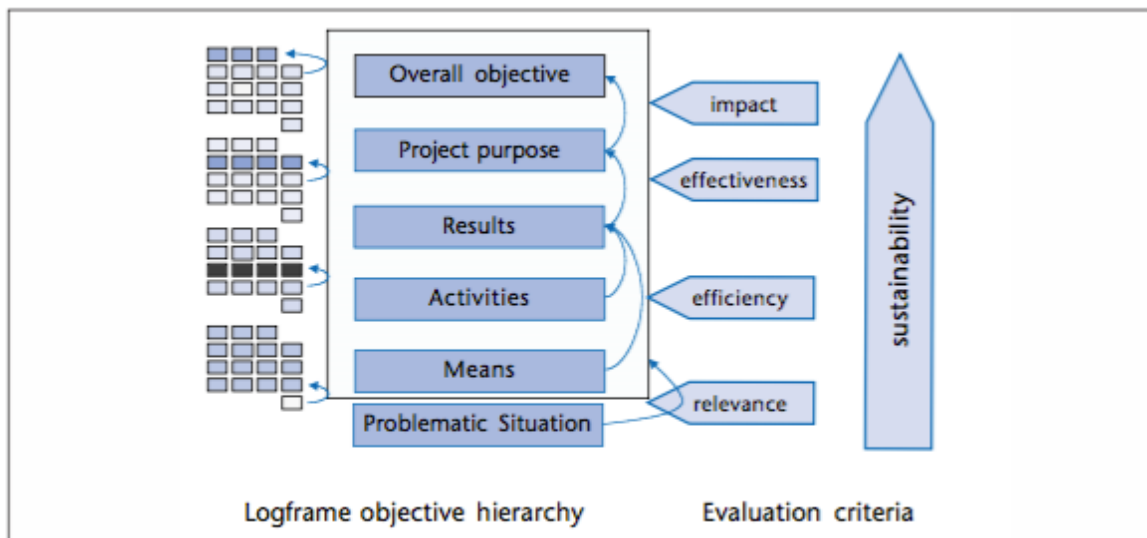 Overall objective
impact
Project purpose
effectiveness
Results
Activities
efficiency
Means
relevance
Problematic Situation
sustainability
Logframe objective hierarchy
Evaluation criteria